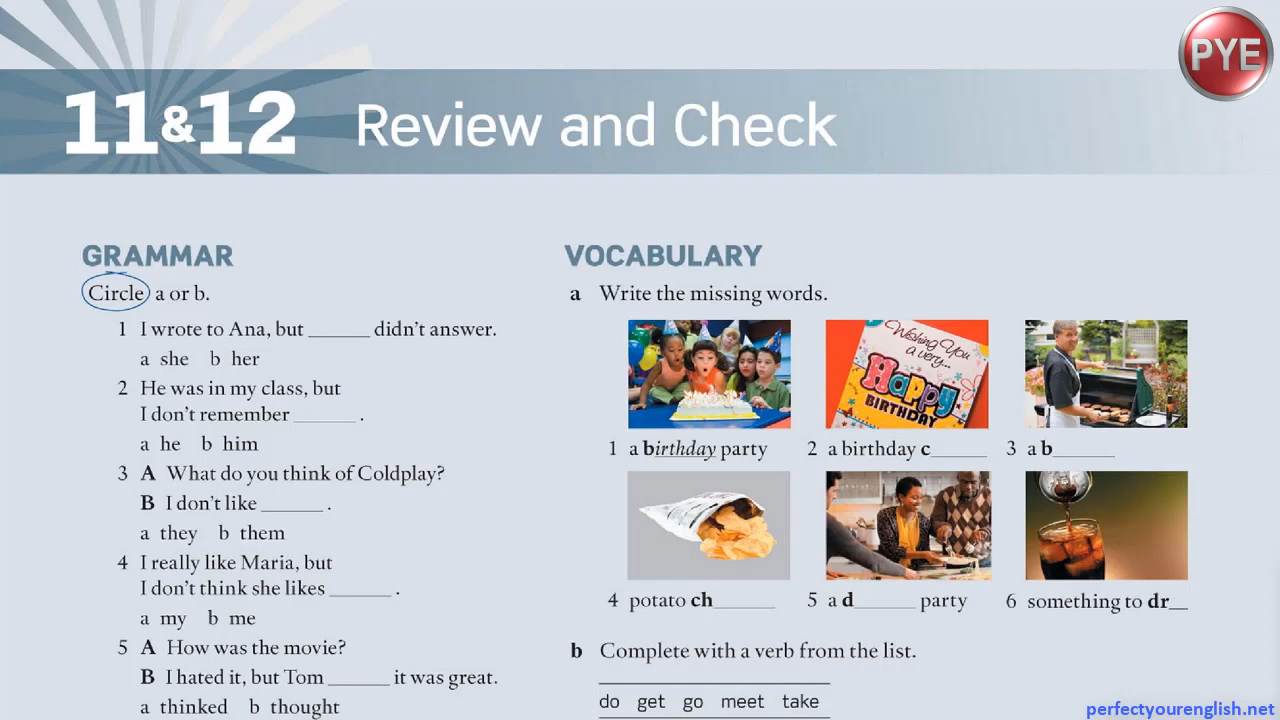 PYE
11&12 Review and Check
GRAMMAR
Circle a or b.
1 I wrote to Ana, but ______ didn't answer.
a she b her
2 He was in my class, but
I don't remember ______ .
a he b him
3 A What do you think of Coldplay?
B I don't like ______ .
a they b them
4 I really like Maria, but
I don't think she likes ______ .
a my b me
5 A How was the movie?
B I hated it, but Tom ______ it was great.
a thinked b thought
VOCABULARY
a Write the missing words.
Wishing You
a very...
Happy
BIRTHDAY
1 a birthday party
2 a birthday c______
3 a b______
4 potato ch______
5 a d______ party
6 something to dr__
b Complete with a verb from the list.
do get go meet take
perfectyourenglish.net